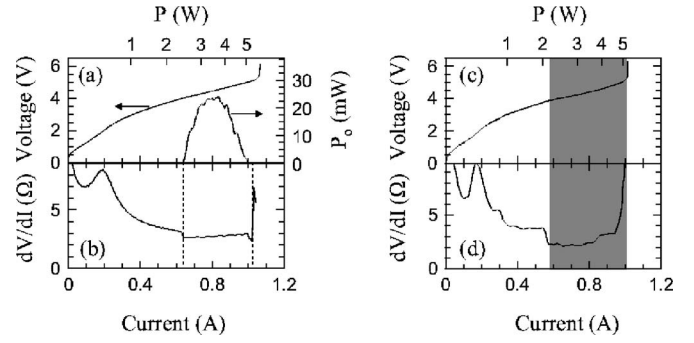 P (W)
1 2 3 4 5
P (W)
1 2 3 4 5
Voltage (V)
6
4
2
0
(a)
30
20
10
0
P₀ (mW)
Voltage (V)
6
4
2
0
(c)
dV/dI (Ω)
5
0
(b)
dV/dI (Ω)
5
0
(d)
0 0.4 0.8 1.2
0 0.4 0.8 1.2
Current (A)
Current (A)